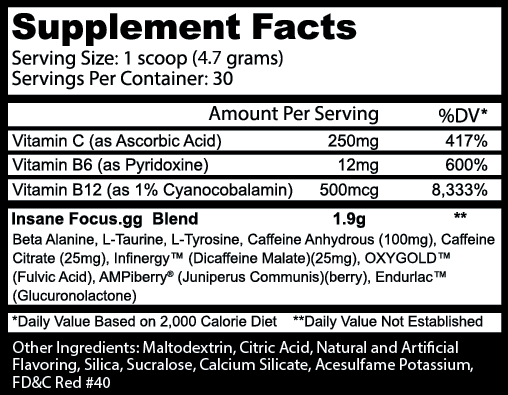 Supplement Facts
Serving Size: 1 scoop (4.7 grams)
Servings Per Container: 30
Amount Per Serving %DV*
Vitamin C (as Ascorbic Acid) 250mg 417%
Vitamin B6 (as Pyridoxine) 12mg 600%
Vitamin B12 (as 1% Cyanocobalamin) 500mcg 8,333%
Insane Focus.gg Blend 1.9g **
Beta Alanine, L-Taurine, L-Tyrosine, Caffeine Anhydrous (100mg), Caffeine
Citrate (25mg), Infinergy™ (Dicaffeine Malate)(25mg), OXYGOLD™
(Fulvic Acid), AMPiberry® (Juniperus Communis)(berry), Endurlac™
(Glucuronolactone)
*Daily Value Based on 2,000 Calorie Diet **Daily Value Not Established
Other Ingredients: Maltodextrin, Citric Acid, Natural and Artificial
Flavoring, Silica, Sucralose, Calcium Silicate, Acesulfame Potassium,
FD&C Red #40